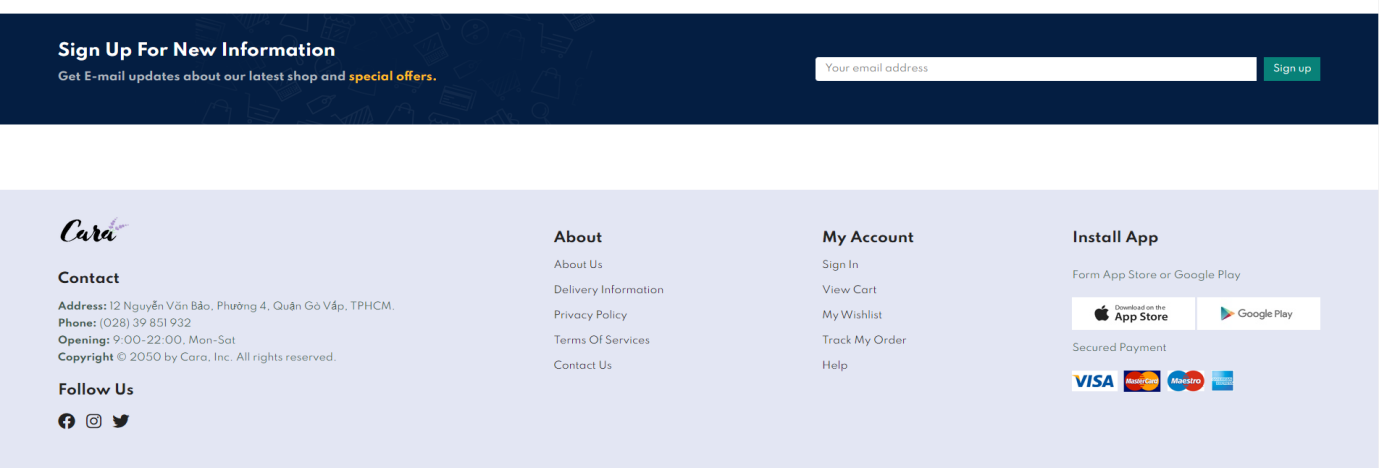 Sign Up For New Information
Get E-mail updates about our latest shop and special offers.
Your email address
Sign up
Cara
Contact
Address: 12 Nguyễn Văn Bảo, Phường 4, Quận Gò Vấp, TPHCM.
Phone: (028) 39 851 932
Opening: 9:00-22:00, Mon-Sat
Copyright © 2050 by Cara, Inc. All rights reserved.
Follow Us
About
About Us
Delivery Information
Privacy Policy
Terms Of Services
Contact Us
My Account
Sign In
View Cart
My Wishlist
Track My Order
Help
Install App
Form App Store or Google Play
Download on the
App Store
Google Play
Secured Payment
VISA
MasterCard
Maestro